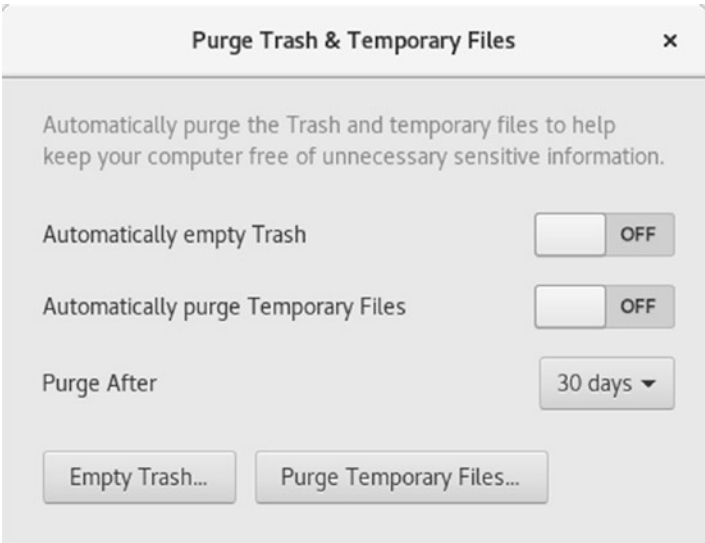 Purge Trash & Temporary Files
Automatically purge the Trash and temporary files to help
keep your computer free of unnecessary sensitive information.
Automatically empty Trash OFF
Automatically purge Temporary Files OFF
Purge After 30 days
Empty Trash... Purge Temporary Files...